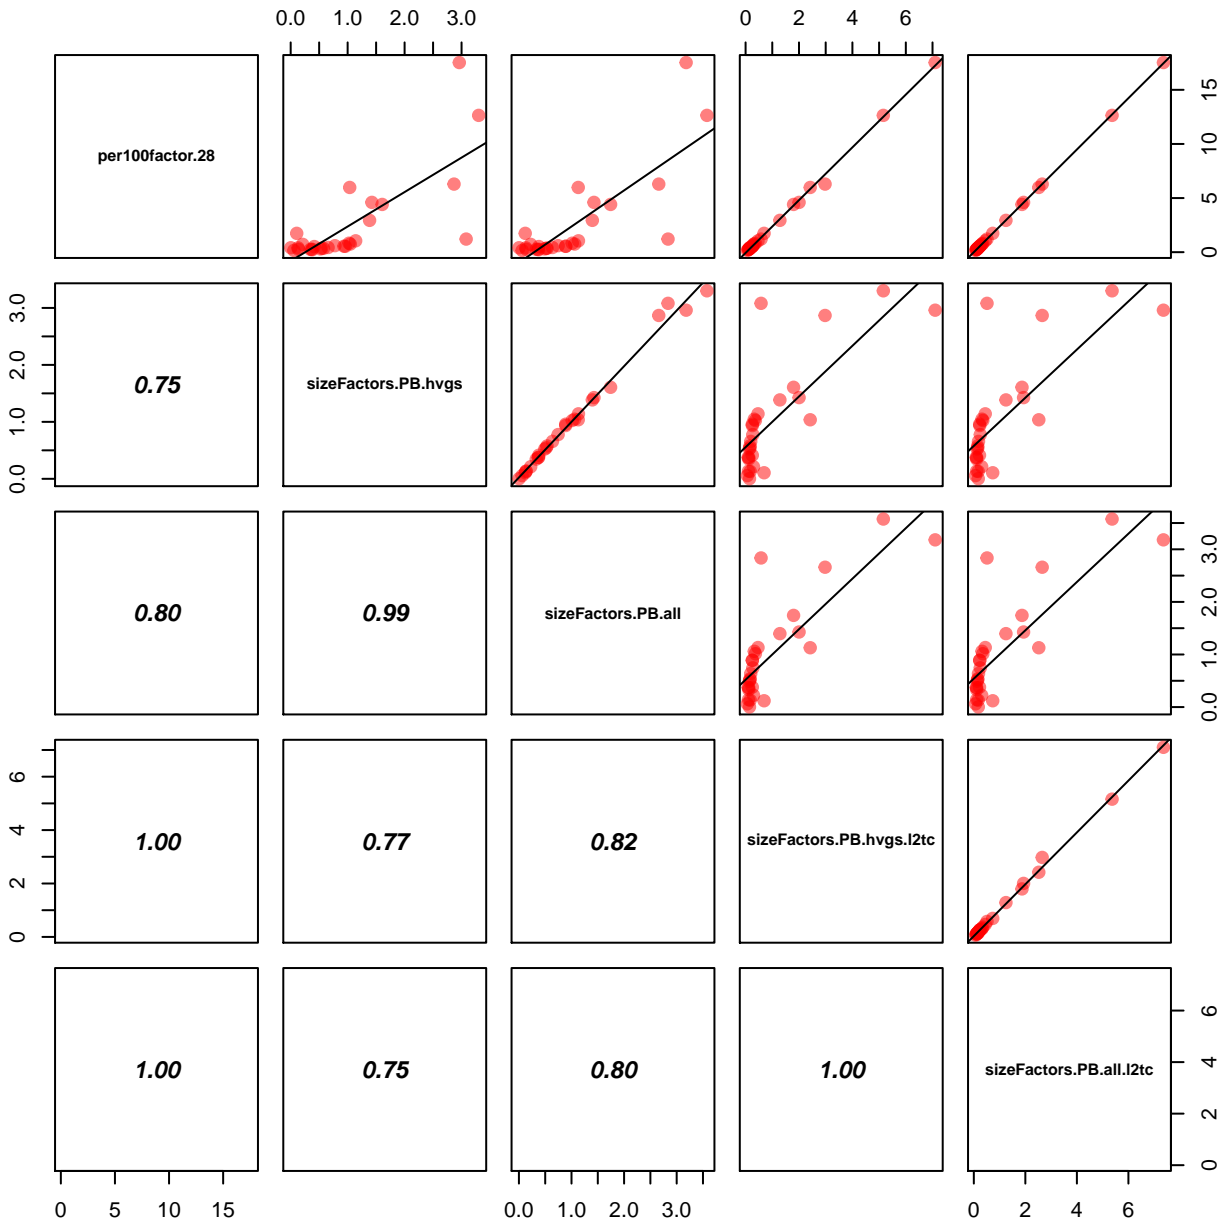 0.0 1.0 2.0 3.0 0 2 4 6
per100factor.28
0 5 10 15
0.0 1.0 2.0 3.0
0.75
sizeFactors.PB.hvgs
0.80
0.99
sizeFactors.PB.all
0.0 1.0 2.0 3.0
0 2 4 6
1.00
0.77
0.82
sizeFactors.PB.hvgs.l2tc
1.00
0.75
0.80
1.00
sizeFactors.PB.all.l2tc
0 2 4 6
0 5 10 15 0.0 1.0 2.0 3.0 0 2 4 6